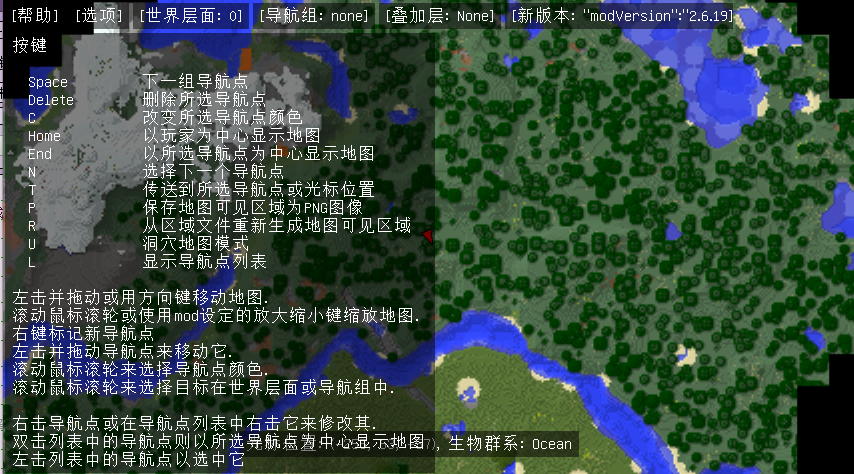 [帮助] [选项] [世界层面: 0] [导航组: none] [叠加层: None] [新版本: "modVersion":"2.6.19]
按键
Space 下一组导航点
Delete 删除所选导航点
C 改变所选导航点颜色
Home 以玩家为中心显示地图
End 以所选导航点为中心显示地图
N 选择下一个导航点
T 传送到所选导航点或光标位置
P 保存地图可见区域为PNG图像
R 从区域文件重新生成地图可见区域
U 洞穴地图模式
L 显示导航点列表
左击并拖动或用方向键移动地图.
滚动鼠标滚轮或使用mod设定的放大缩小键缩放地图.
右键标记新导航点
左击并拖动导航点来移动它.
滚动鼠标滚轮来选择导航点颜色.
滚动鼠标滚轮来选择目标在世界层面或导航组中.
右击导航点或在导航点列表中右击它来修改其.
双击列表中的导航点则以所选导航点为中心显示地图
7), 生物群系: Ocean
左击列表中的导航点以选中它